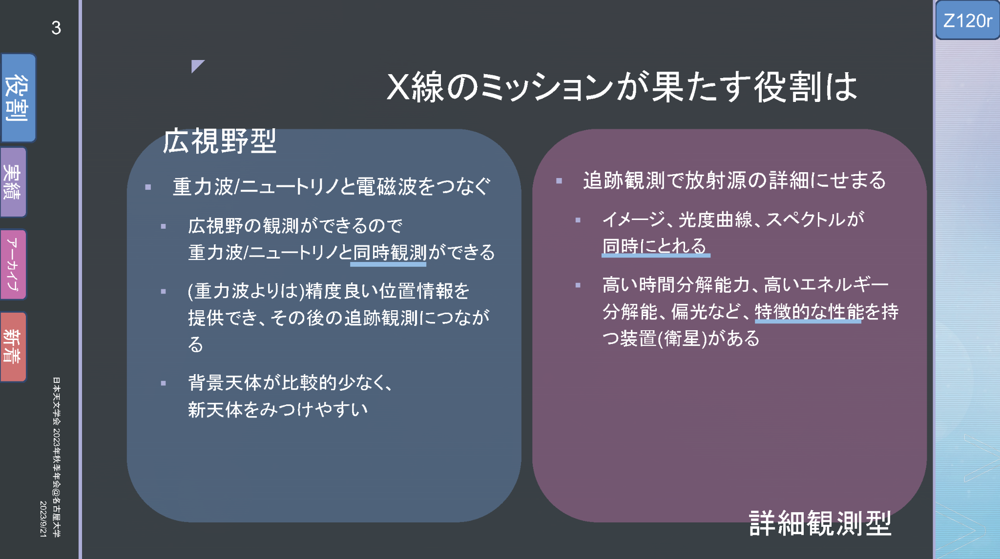 3
Z120r
役割
実績
アーカイブ
新着
日本天文学会 2023年秋季年会@名古屋大学
2023/9/21
X線のミッションが果たす役割は
広視野型
▪ 重力波/ニュートリノと電磁波をつなぐ
▪ 広視野の観測ができるので
重力波/ニュートリノと同時観測ができる
▪ (重力波よりは)精度良い位置情報を
提供でき、その後の追跡観測につなが
る
▪ 背景天体が比較的少なく、
新天体をみつけやすい
▪ 追跡観測で放射源の詳細にせまる
▪ イメージ、光度曲線、スペクトルが
同時にとれる
▪ 高い時間分解能力、高いエネルギー
分解能、偏光など、特徴的な性能を持
つ装置(衛星)がある
詳細観測型